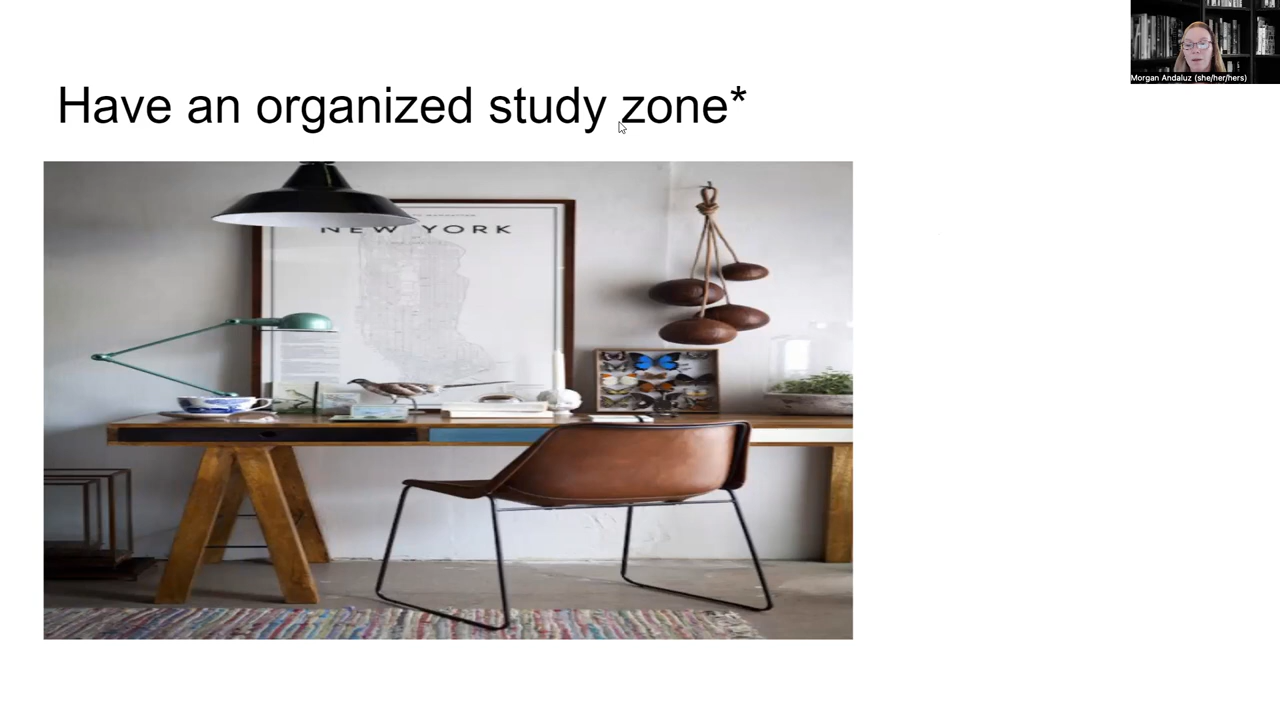 Have an organized study zone*
Morgan Andaluz (she/her/hers)
NEW YORK